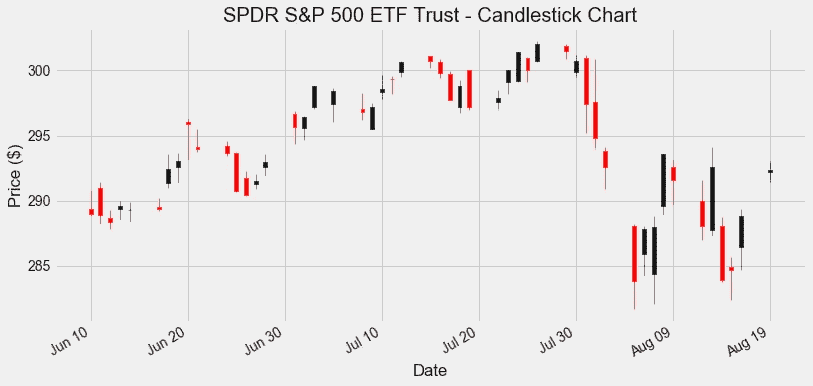 SPDR S&P 500 ETF Trust - Candlestick Chart
Price ($)
300
295
290
285
Jun 10
Jun 20
Jun 30
Jul 10
Jul 20
Jul 30
Aug 09
Aug 19
Date